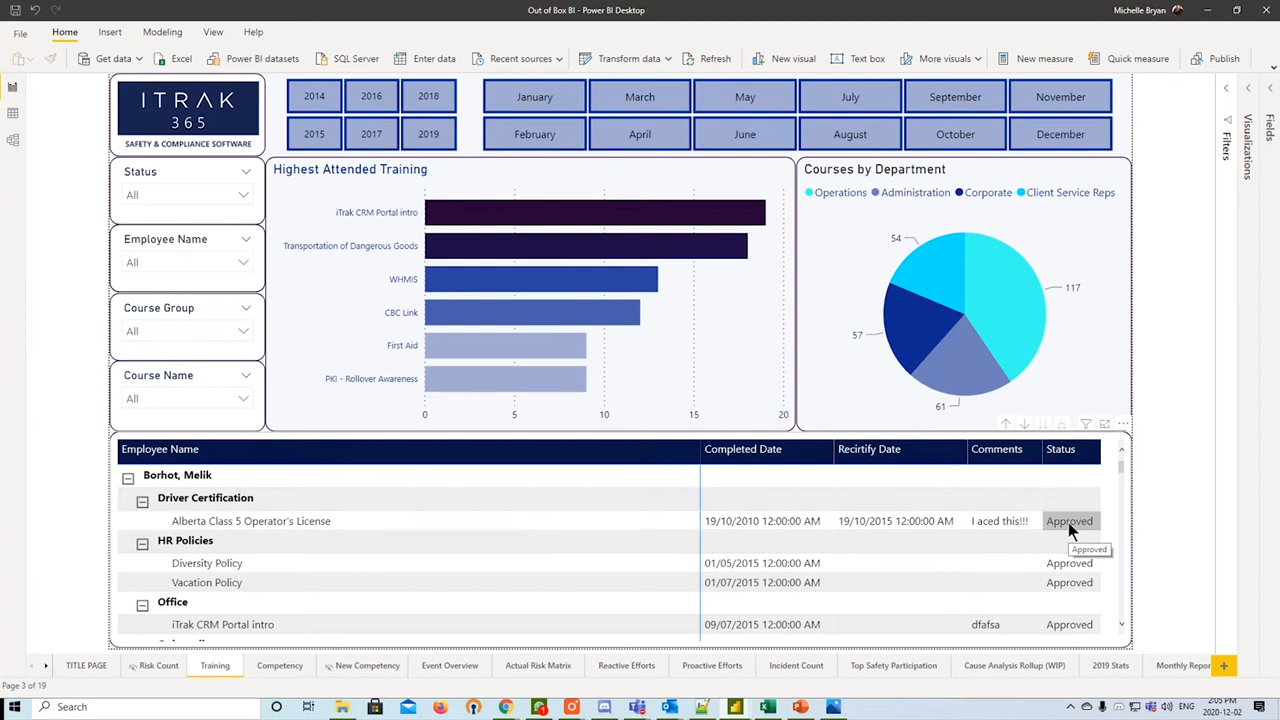 Out of Box BI - Power BI Desktop
Michelle Bryan
File Home Insert Modeling View Help
Get data Excel Power BI datasets SQL Server Enter data Recent sources Transform data Refresh New visual Text box More visuals New measure Quick measure Publish
ITRAK
365
SAFETY & COMPLIANCE SOFTWARE
2014 2016 2018 January March May July September November
2015 2017 2019 February April June August October December
Status
All
Employee Name
All
Course Group
All
Course Name
All
Highest Attended Training
iTrak CRM Portal intro
Transportation of Dangerous Goods
WHMIS
CBC Link
First Aid
PKI - Rollover Awareness
0 5 10 15 20
Courses by Department
Operations Administration Corporate Client Service Reps
54
117
57
61
Filters
Visualizations
Fields
Employee Name Completed Date Recirtify Date Comments Status
Borhot, Melik
Driver Certification
Alberta Class 5 Operator's License 19/10/2010 12:00:00 AM 19/10/2015 12:00:00 AM I aced this!!! Approved
HR Policies
Approved
Diversity Policy 01/05/2015 12:00:00 AM Approved
Vacation Policy 01/07/2015 12:00:00 AM Approved
Office
iTrak CRM Portal intro 09/07/2015 12:00:00 AM dfafsa Approved
TITLE PAGE Risk Count Training Competency New Competency Event Overview Actual Risk Matrix Reactive Efforts Proactive Efforts Incident Count Top Safety Participation Cause Analysis Rollup (WIP) 2019 Stats Monthly Repor
Page 3 of 19
Search
ENG
2:05 PM
2020-12-02